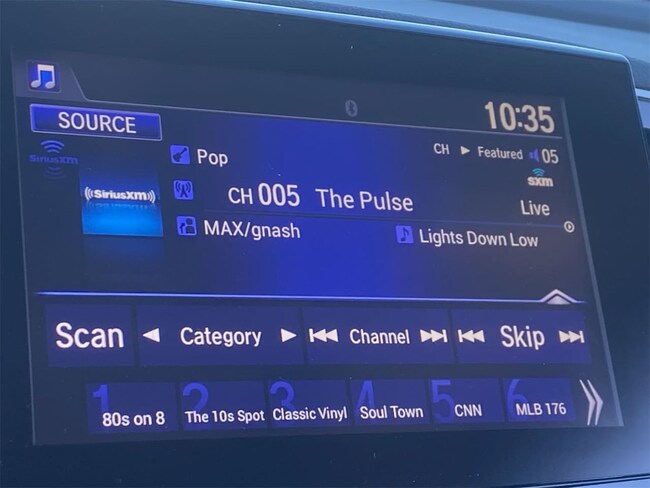 10:35
SOURCE
SiriusXM
Pop
CH ▶ Featured 05
((SiriusXM))
CH 005 The Pulse
sxm
Live
MAX/gnash
Lights Down Low
Scan
◀ Category ▶
Channel
Skip
1 80s on 8
2 The 10s Spot
3 Classic Vinyl
4 Soul Town
5 CNN
6 MLB 176